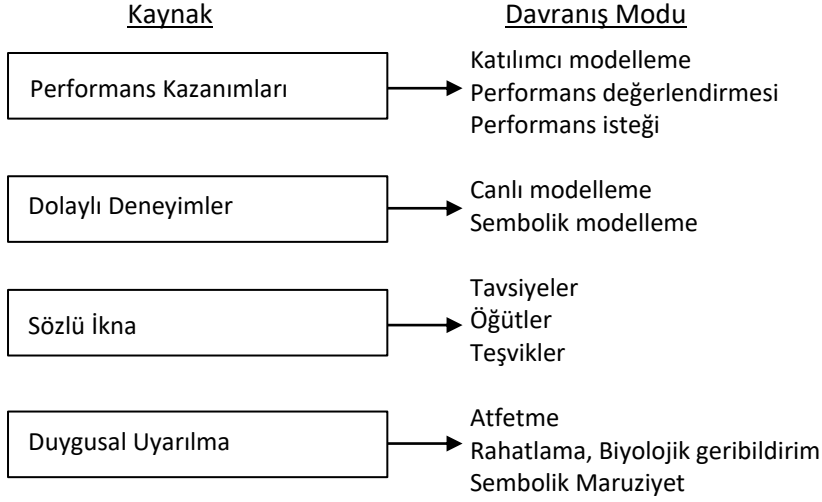 Kaynak
Davranış Modu
Performans Kazanımları
Katılımcı modelleme
Performans değerlendirmesi
Performans isteği
Dolaylı Deneyimler
Canlı modelleme
Sembolik modelleme
Sözlü İkna
Tavsiyeler
Öğütler
Teşvikler
Duygusal Uyarılma
Atfetme
Rahatlama, Biyolojik geribildirim
Sembolik Maruziyet